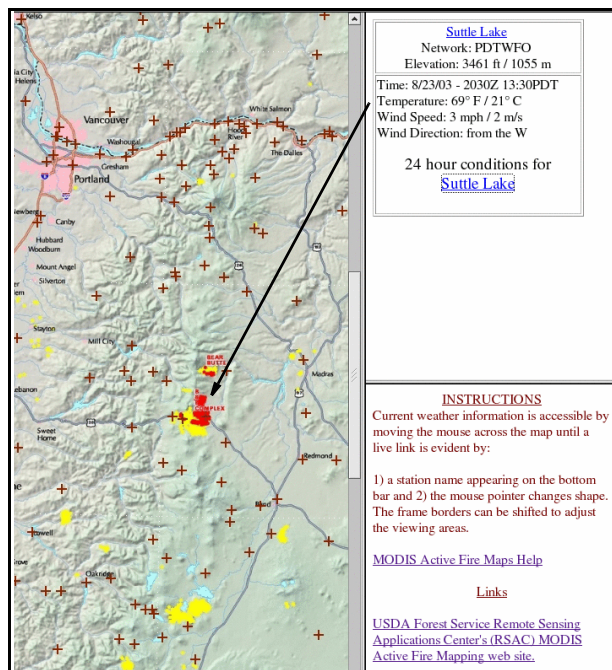 Kelso
Helens
Vancouver
Washougal
White Salmon
Hood
River
The Dalles
Gresham
Portland
Canby
Hubbard
Woodburn
Mount Angel
Silverton
Stayton
Mill City
BEAR
BUTTE
Madras
COMPLEX
Sweet
Home
Redmond
Bend
Oakridge
Suttle Lake
Network: PDTWFO
Elevation: 3461 ft / 1055 m
Time: 8/23/03 - 2030Z 13:30PDT
Temperature: 69° F / 21° C
Wind Speed: 3 mph / 2 m/s
Wind Direction: from the W
24 hour conditions for
Suttle Lake
INSTRUCTIONS
Current weather information is accessible by
moving the mouse across the map until a
live link is evident by:
1) a station name appearing on the bottom
bar and 2) the mouse pointer changes shape.
The frame borders can be shifted to adjust
the viewing areas.
MODIS Active Fire Maps Help
Links
USDA Forest Service Remote Sensing
Applications Center's (RSAC) MODIS
Active Fire Mapping web site.